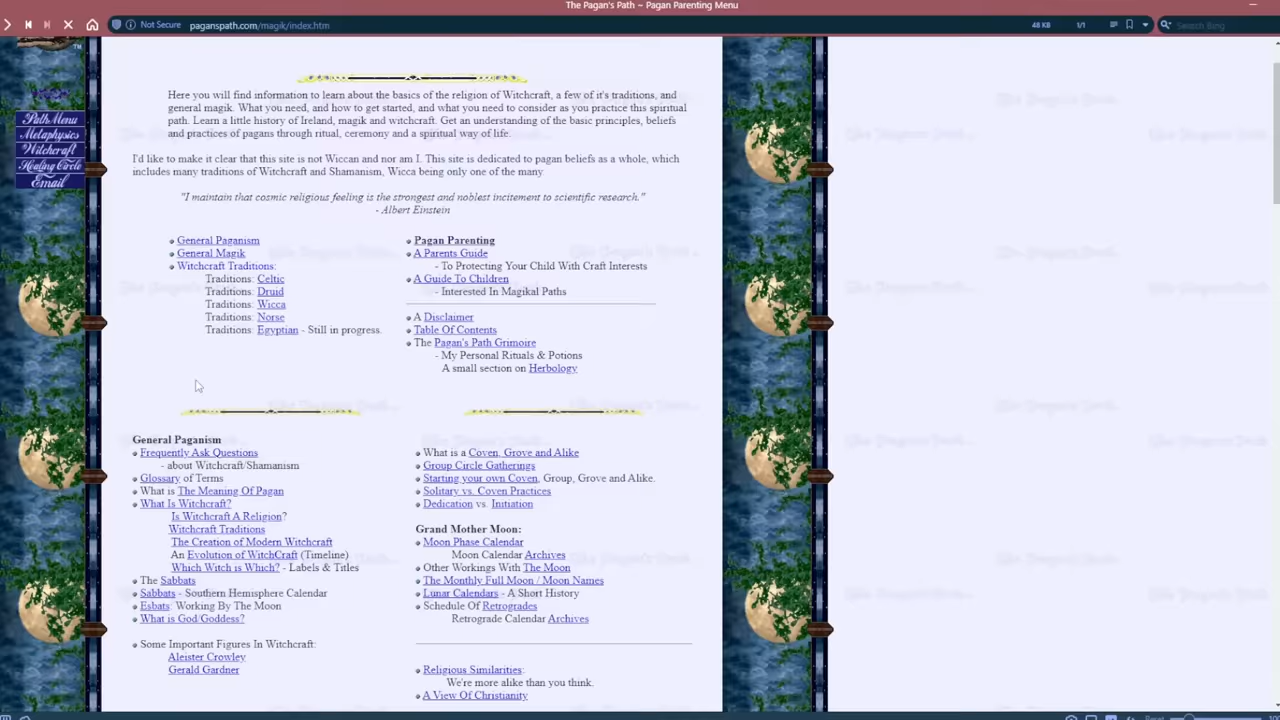 The Pagan's Path ~ Pagan Parenting Menu
Not Secure paganspath.com/magik/index.htm
48 KB 1/1
Search Bing
TM
Path Menu
Metaphysics
Witchcraft
Healing Circle
Email
Here you will find information to learn about the basics of the religion of Witchcraft, a few of it's traditions, and
general magik. What you need, and how to get started, and what you need to consider as you practice this spiritual
path. Learn a little history of Ireland, magik and witchcraft. Get an understanding of the basic principles, beliefs
and practices of pagans through ritual, ceremony and a spiritual way of life.
I'd like to make it clear that this site is not Wiccan and nor am I. This site is dedicated to pagan beliefs as a whole, which
includes many traditons of Witchcraft and Shamanism, Wicca being only one of the many.
"I maintain that cosmic religious feeling is the strongest and noblest incitement to scientific research."
- Albert Einstein
General Paganism
General Magik
Witchcraft Traditions:
Traditions: Celtic
Traditions: Druid
Traditions: Wicca
Traditions: Norse
Traditions: Egyptian - Still in progress.
Pagan Parenting
A Parents Guide
- To Protecting Your Child With Craft Interests
A Guide To Children
- Interested In Magikal Paths
A Disclaimer
Table Of Contents
The Pagan's Path Grimoire
- My Personal Rituals & Potions
A small section on Herbology
General Paganism
Frequently Ask Questions
- about Witchcraft/Shamanism
Glossary of Terms
What is The Meaning Of Pagan
What Is Witchcraft?
Is Witchcraft A Religion?
Witchcraft Traditions
The Creation of Modern Witchcraft
An Evolution of WitchCraft (Timeline)
Which Witch is Which? - Labels & Titles
The Sabbats
Sabbats - Southern Hemisphere Calendar
Esbats: Working By The Moon
What is God/Goddess?
Some Important Figures In Witchcraft:
Aleister Crowley
Gerald Gardner
What is a Coven, Grove and Alike
Group Circle Gatherings
Starting your own Coven, Group, Grove and Alike.
Solitary vs. Coven Practices
Dedication vs. Initiation
Grand Mother Moon:
Moon Phase Calendar
Moon Calendar Archives
Other Workings With The Moon
The Monthly Full Moon / Moon Names
Lunar Calendars - A Short History
Schedule Of Retrogrades
Retrograde Calendar Archives
Religious Similarities:
We're more alike than you think.
A View Of Christianity
Reset